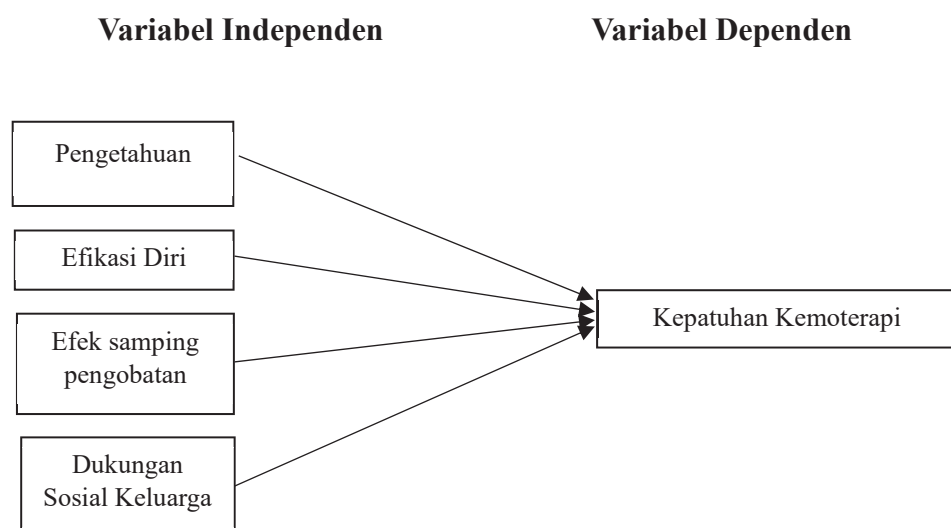 Variabel Independen
Variabel Dependen
Pengetahuan
Efikasi Diri
Efek samping
pengobatan
Dukungan
Sosial Keluarga
Kepatuhan Kemoterapi